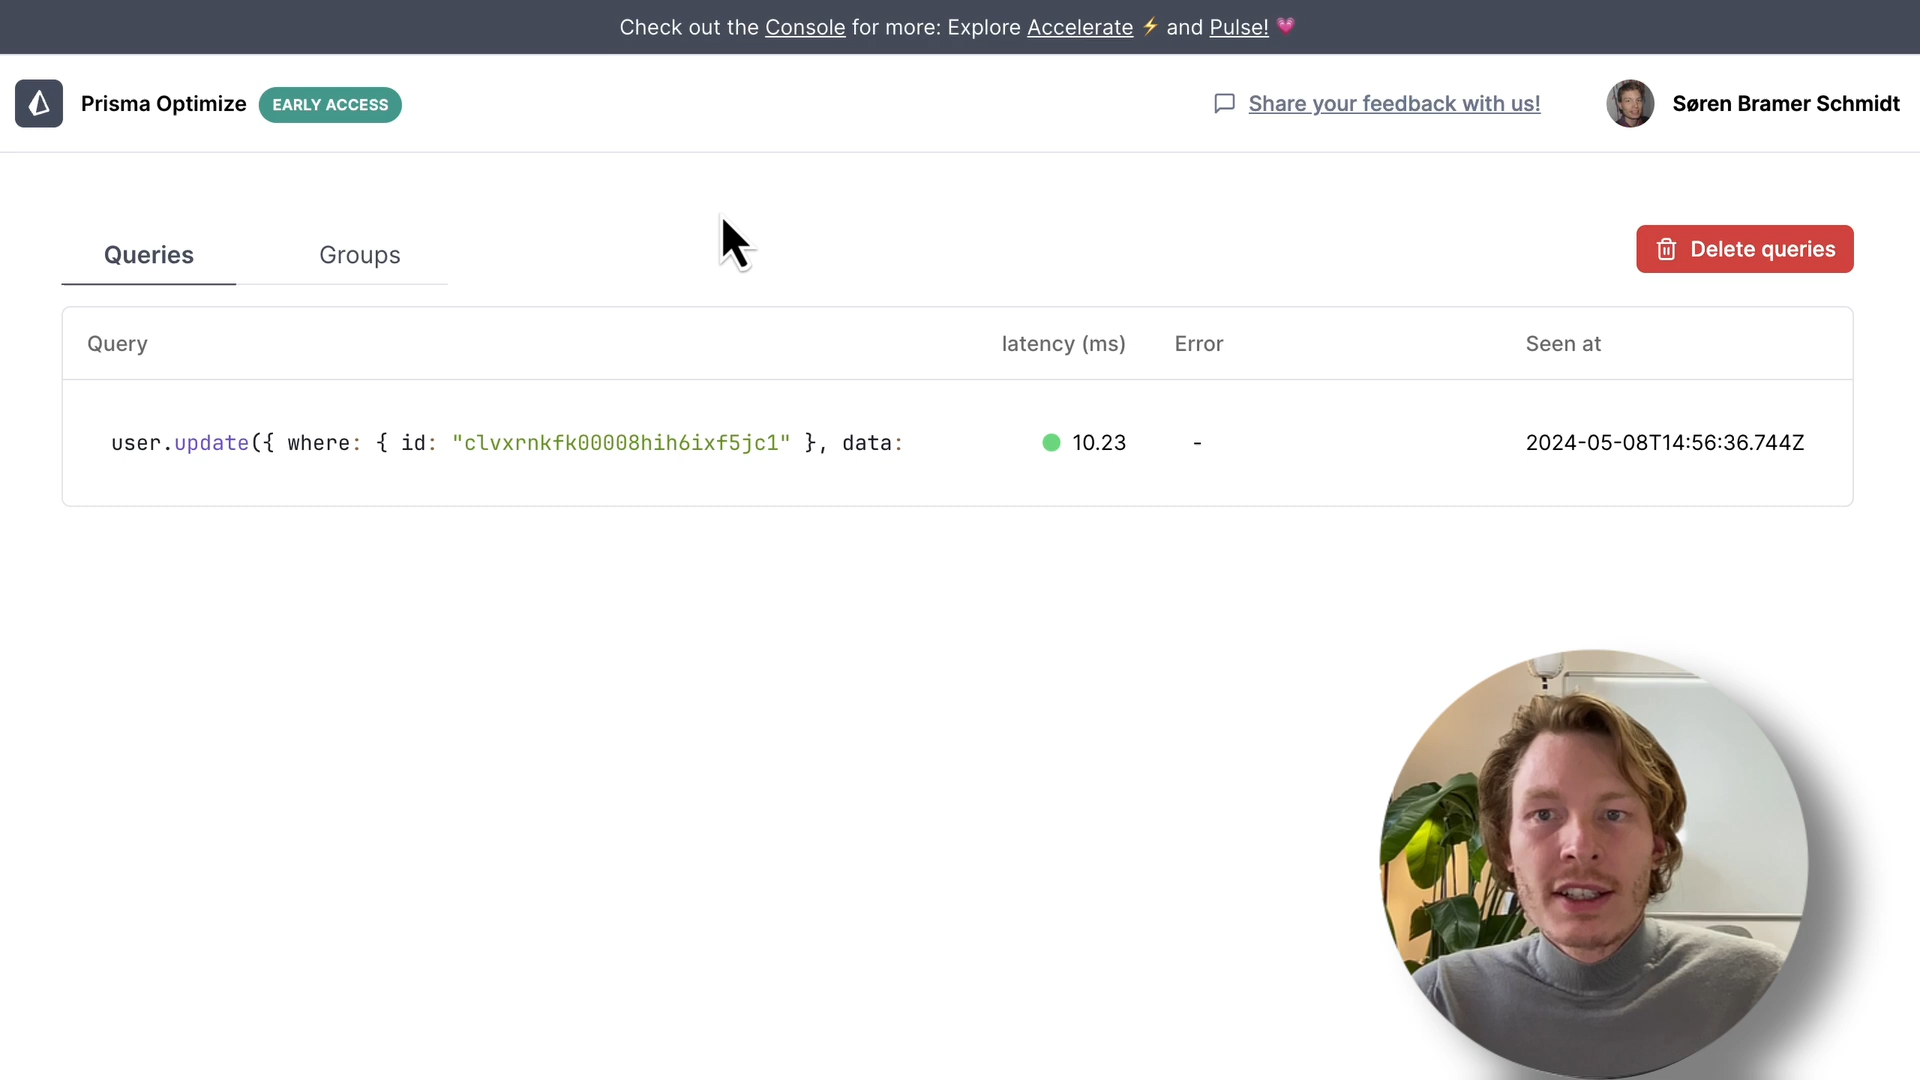 Check out the Console for more: Explore Accelerate ⚡ and Pulse! 💗
Prisma Optimize EARLY ACCESS
Share your feedback with us!
Søren Bramer Schmidt
Queries Groups
Delete queries
Query latency (ms) Error Seen at
user.update({ where: { id: "clvxrnkfk00008hih6ixf5jc1" }, data: 10.23 - 2024-05-08T14:56:36.744Z